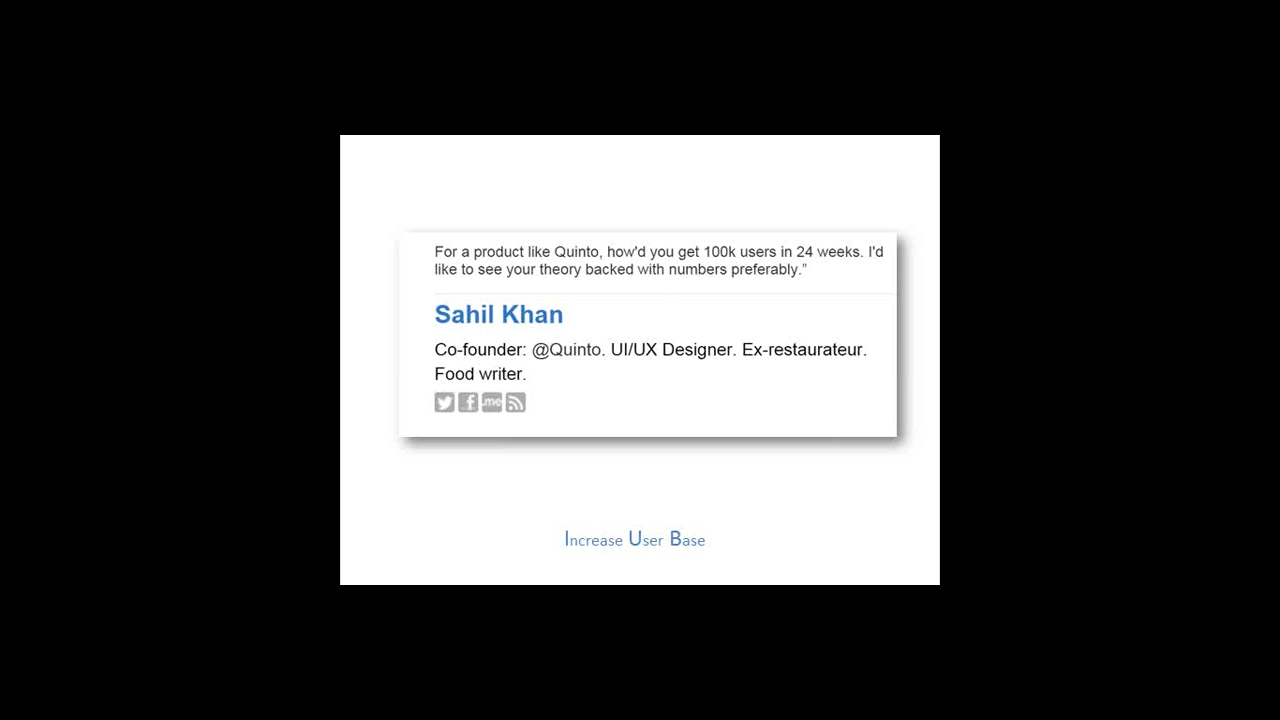 For a product like Quinto, how'd you get 100k users in 24 weeks. I'd
like to see your theory backed with numbers preferably.”
Sahil Khan
Co-founder: @Quinto. UI/UX Designer. Ex-restaurateur.
Food writer.
.me
Increase User Base